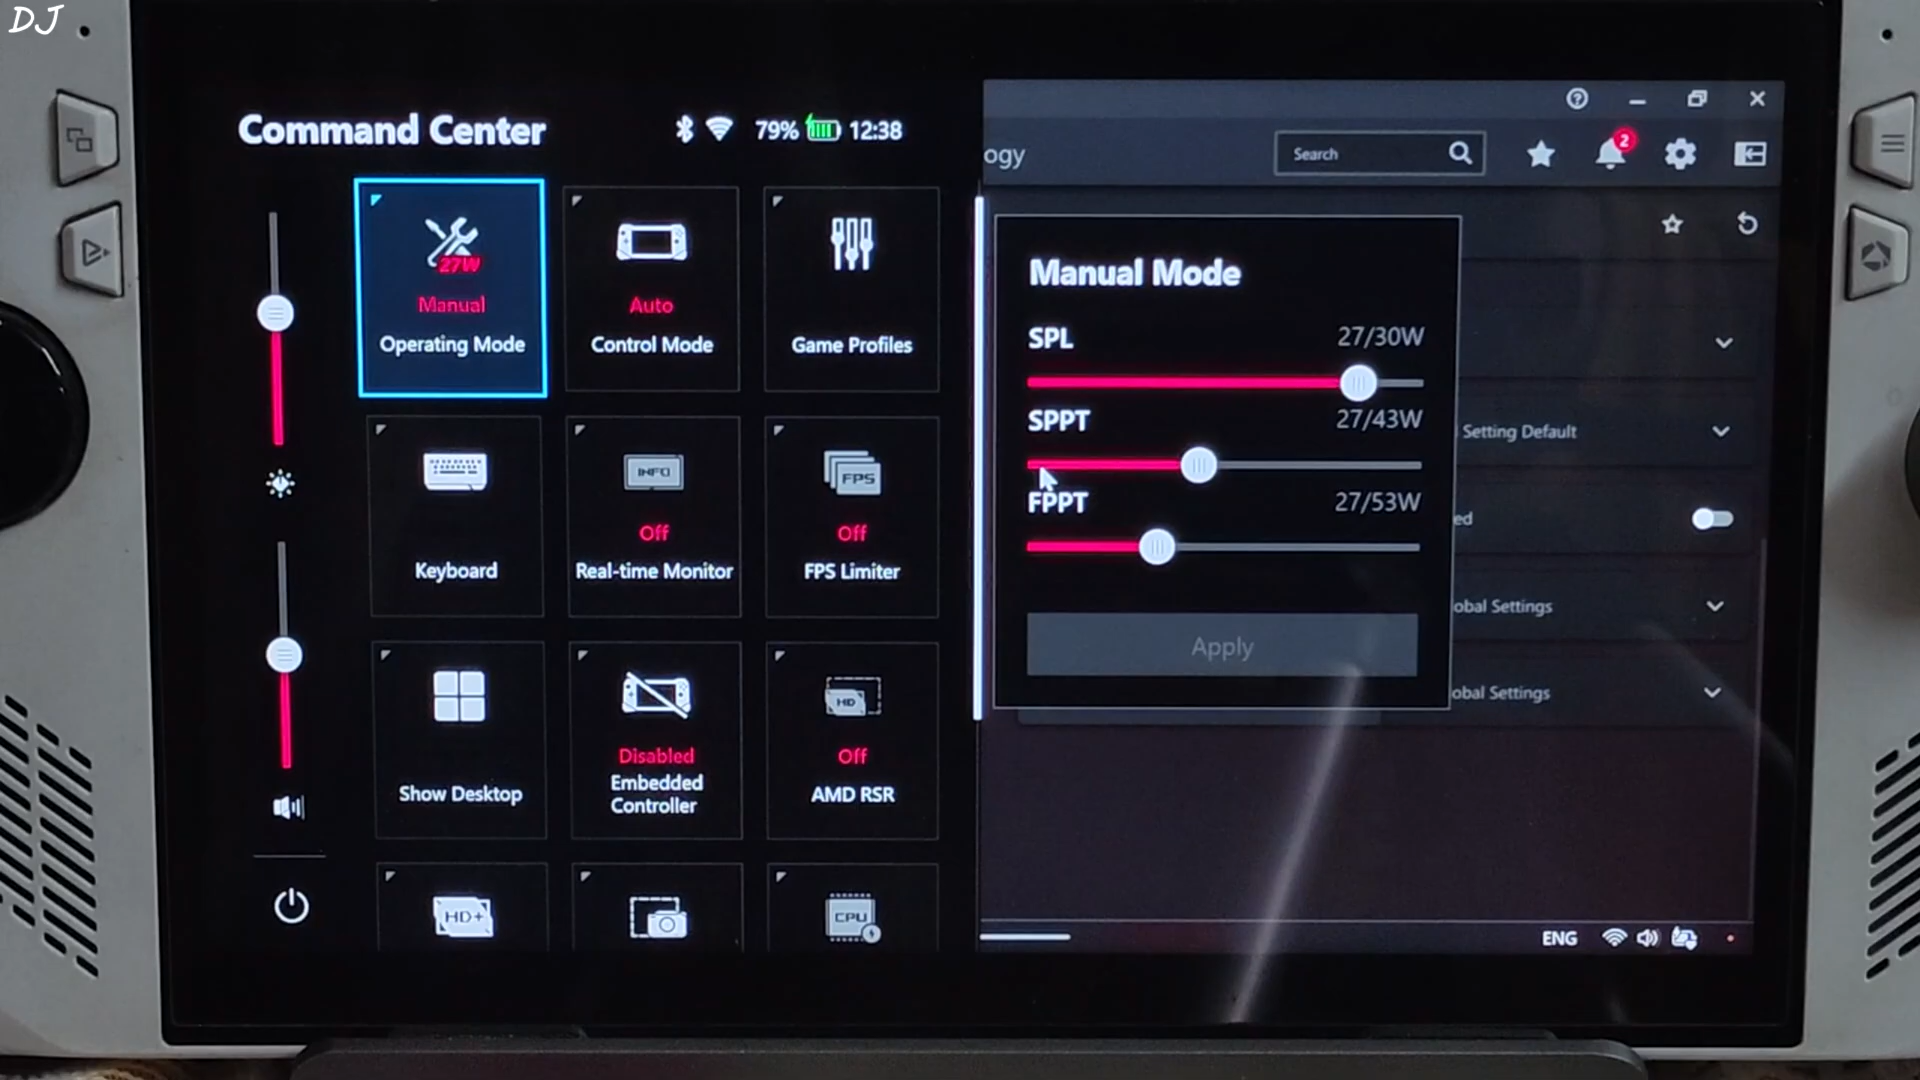 DJ
Command Center
79%
12:38
27W
Manual
Operating Mode
Auto
Control Mode
Game Profiles
Keyboard
INFO
Off
Real-time Monitor
FPS
Off
FPS Limiter
Show Desktop
Disabled
Embedded
Controller
HD
Off
AMD RSR
HD+
CPU
ogy
Search
2
Manual Mode
SPL
27/30W
SPPT
27/43W
FPPT
27/53W
Apply
Setting Default
ed
obal Settings
obal Settings
ENG